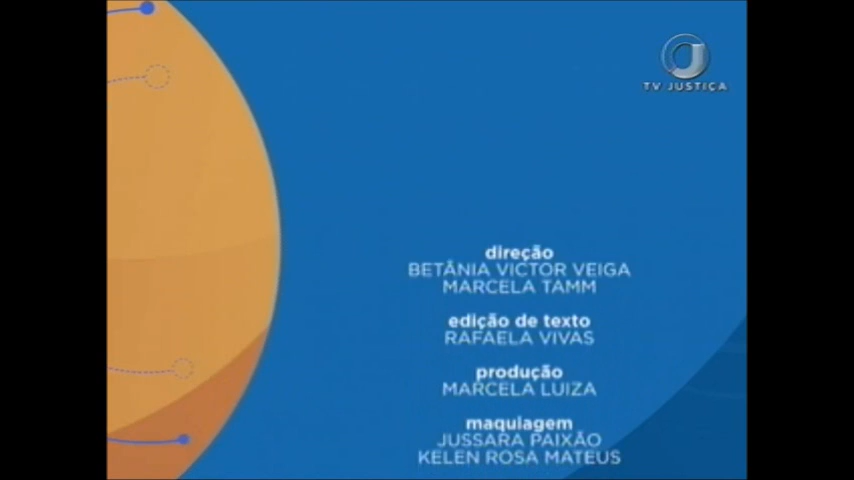 TV JUSTIÇA
direção
BETÂNIA VICTOR VEIGA
MARCELA TAMM
edição de texto
RAFAELA VIVAS
produção
MARCELA LUIZA
maquiagem
JUSSARA PAIXÃO
KELEN ROSA MATEUS